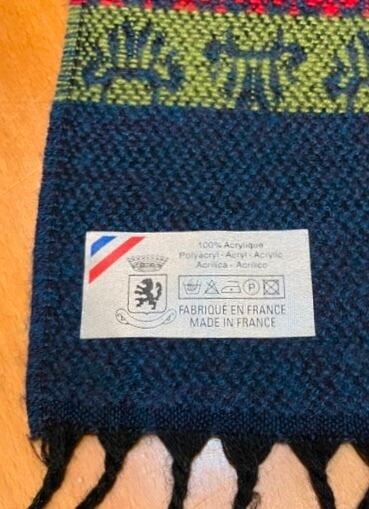 100% Acrylique
Polyacryl - Acryl - Acrylic
Acrilica - Acrilico
P
FABRIQUÉ EN FRANCE
MADE IN FRANCE